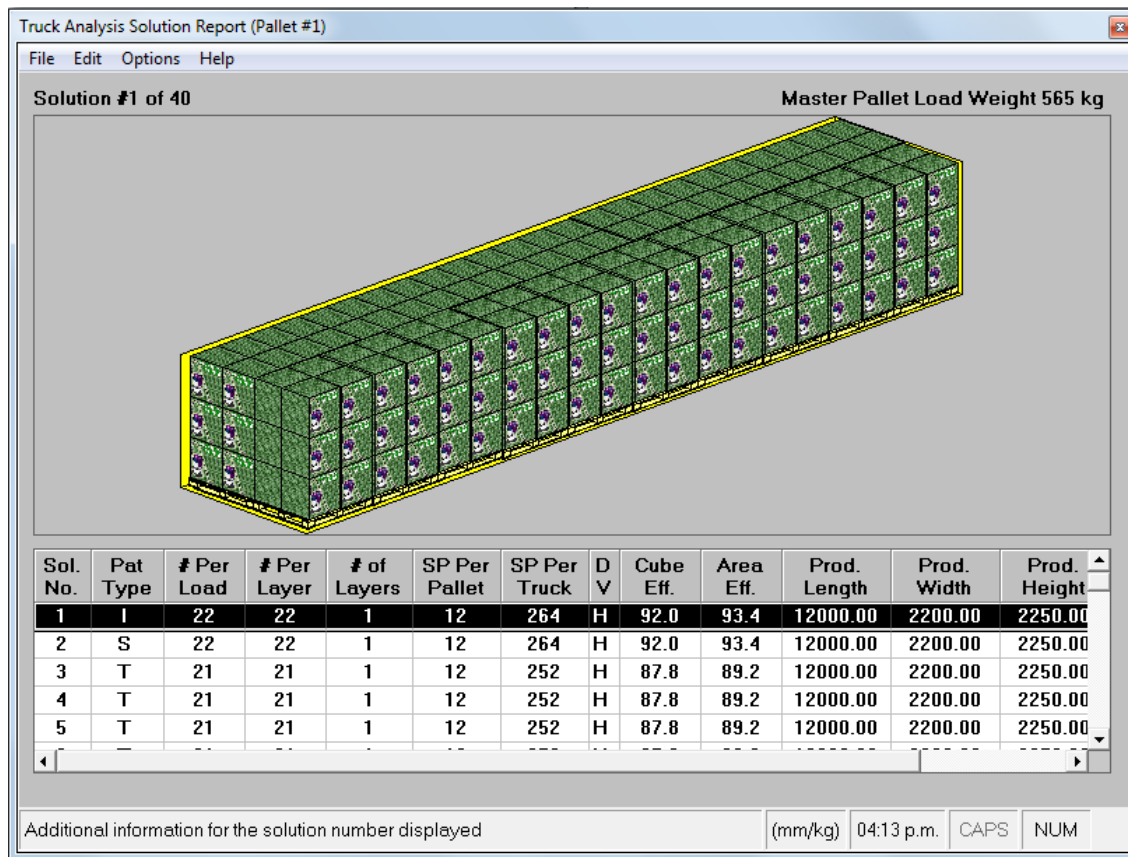 Truck Analysis Solution Report (Pallet #1)
File Edit Options Help
Solution #1 of 40 Master Pallet Load Weight 565 kg
Sol. No. Pat Type # Per Load # Per Layer # of Layers SP Per Pallet SP Per Truck D V Cube Eff. Area Eff. Prod. Length Prod. Width Prod. Height
1 I 22 22 1 12 264 H 92.0 93.4 12000.00 2200.00 2250.00
2 S 22 22 1 12 264 H 92.0 93.4 12000.00 2200.00 2250.00
3 T 21 21 1 12 252 H 87.8 89.2 12000.00 2200.00 2250.00
4 T 21 21 1 12 252 H 87.8 89.2 12000.00 2200.00 2250.00
5 T 21 21 1 12 252 H 87.8 89.2 12000.00 2200.00 2250.00
Additional information for the solution number displayed (mm/kg) 04:13 p.m. CAPS NUM